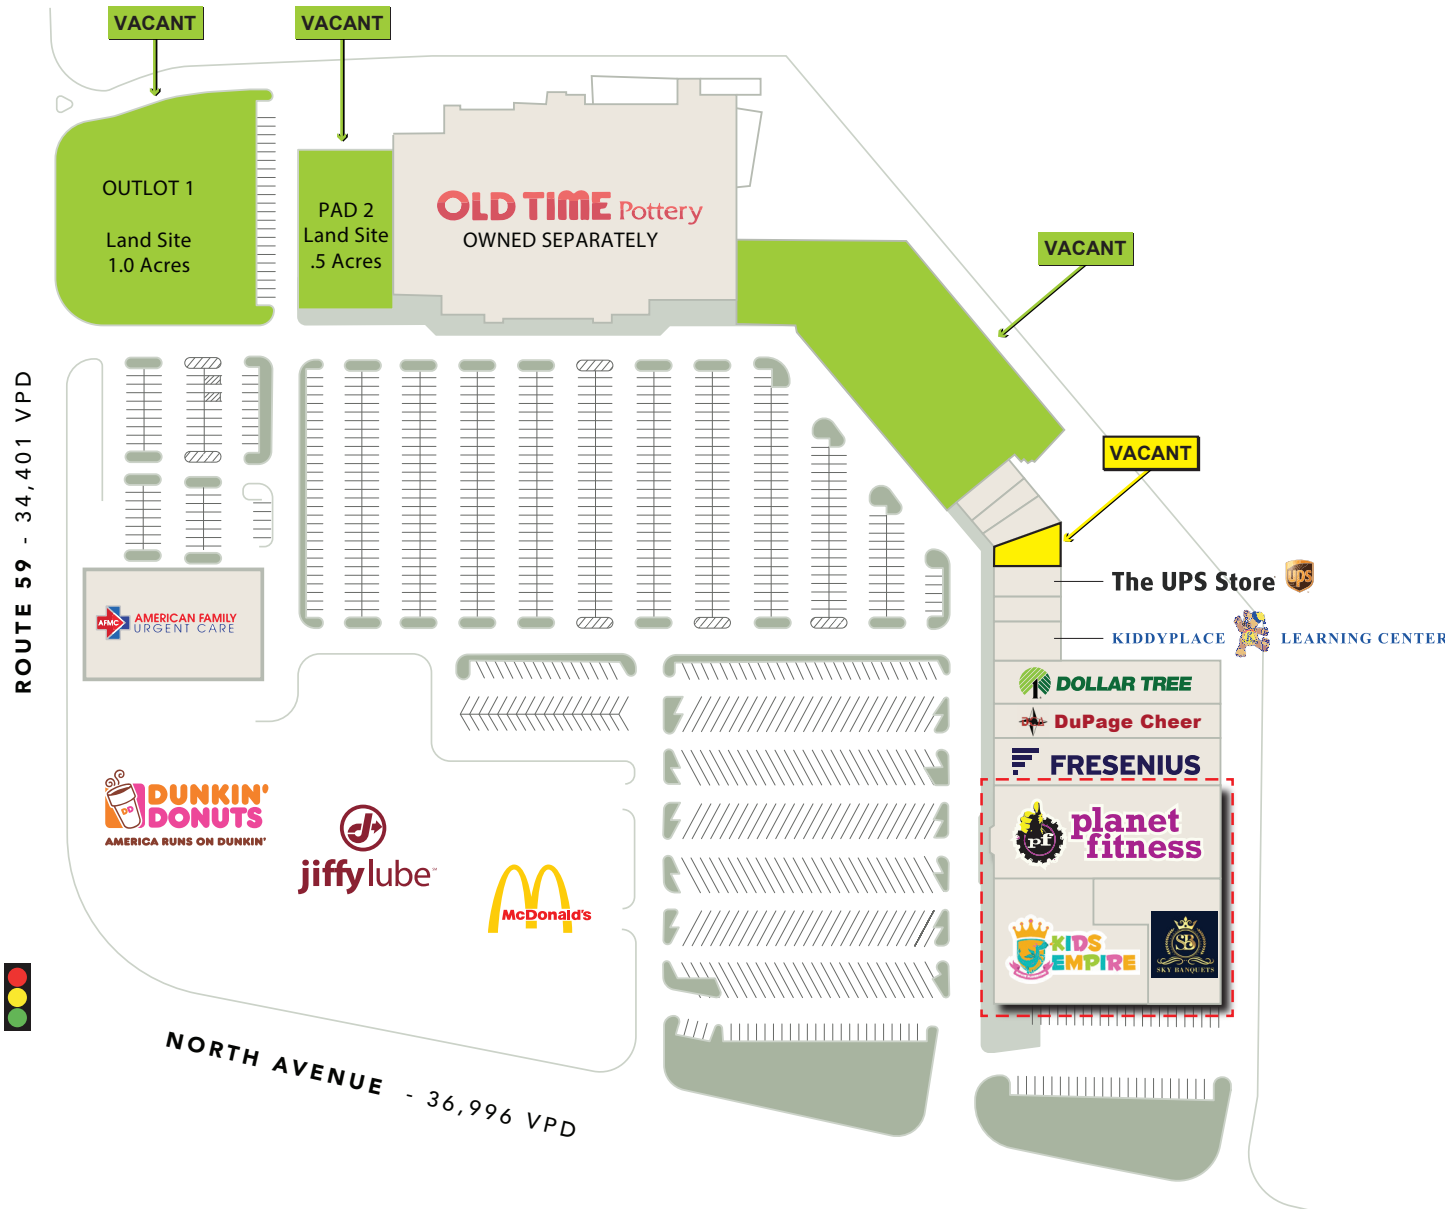 VACANT
VACANT
OUTLOT 1
Land Site
1.0 Acres
PAD 2
Land Site
.5 Acres
OLD TIME Pottery
OWNED SEPARATELY
VACANT
VACANT
ROUTE 59 - 34,401 VPD
The UPS Store
ups
KIDDYPLACE LEARNING CENTER
AFMC
AMERICAN FAMILY
URGENT CARE
DOLLAR TREE
DuPage Cheer
FRESENIUS
DUNKIN'
DONUTS
DD
AMERICA RUNS ON DUNKIN'
jiffylube
McDonald's
pf
planet
fitness
KIDS
EMPIRE
SB
SKY BANQUETS
NORTH AVENUE - 36,996 VPD